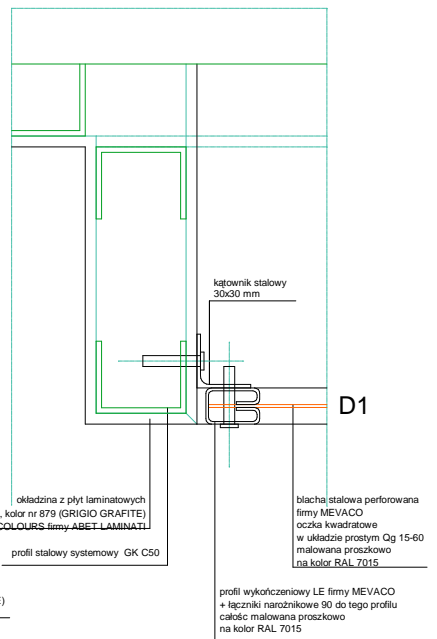 kątownik stalowy
30x30 mm
D1
okładzina z płyt laminatowych
, kolor nr 879 (GRIGIO GRAFITE)
COLOURS firmy ABET LAMINATI
profil stalowy systemowy GK C50
blacha stalowa perforowana
firmy MEVACO
oczka kwadratowe
w układzie prostym Qg 15-60
malowana proszkowo
na kolor RAL 7015
profil wykończeniowy LE firmy MEVACO
+ łączniki narożnikowe 90 do tego profilu
całośc malowana proszkowo
na kolor RAL 7015